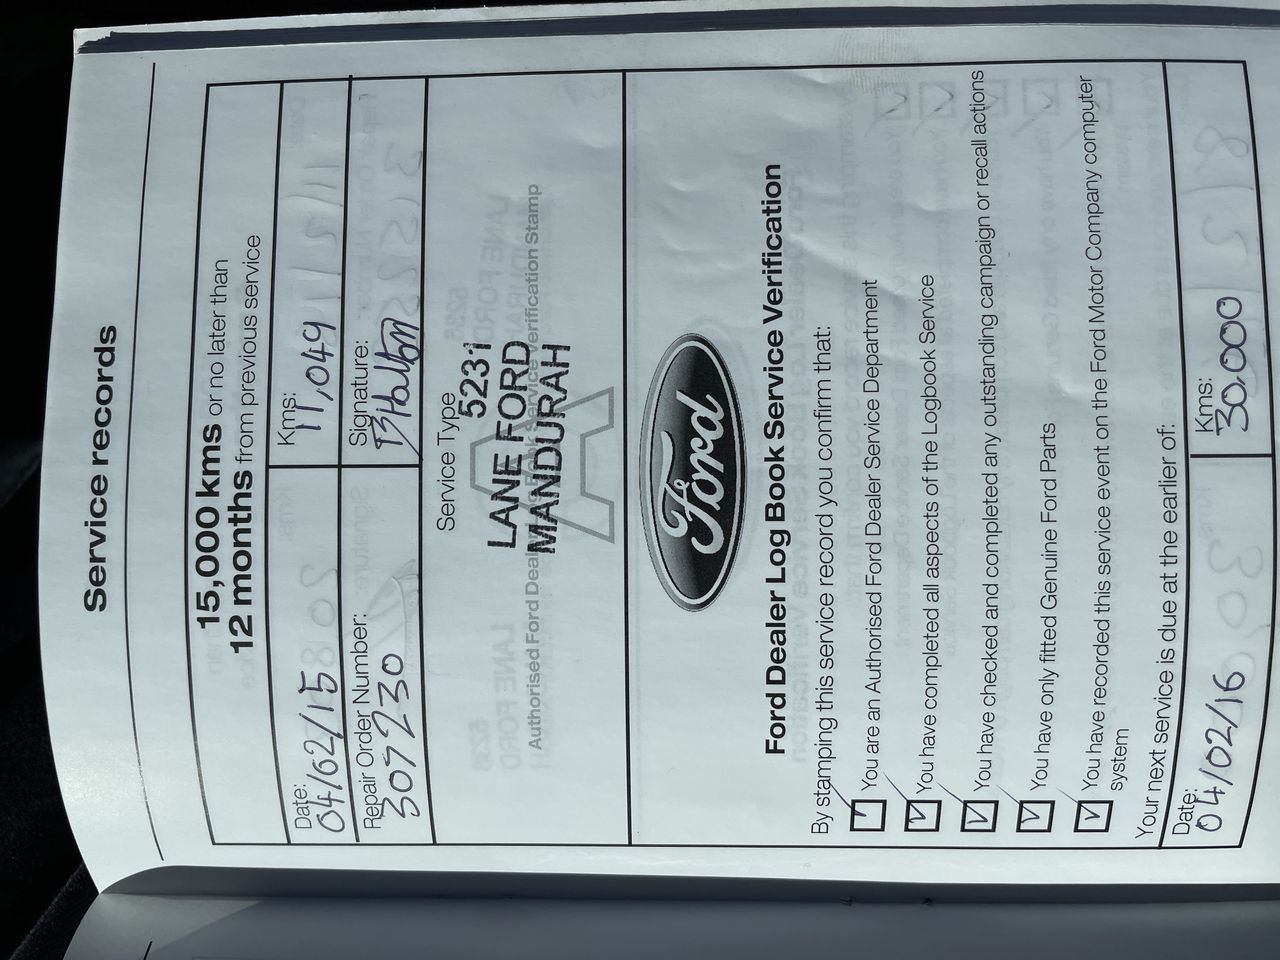 Service records
15,000 kms or no later than
12 months from previous service
Date:
04/02/15
Kms:
11,049
Repair Order Number:
309230
Signature:
BHalton
Service Type
5231
LANE FORD
MANDURAH
Authorised Ford Dealer Service Verification Stamp
Ford
Ford Dealer Log Book Service Verification
By stamping this service record you confirm that:
You are an Authorised Ford Dealer Service Department
You have completed all aspects of the Logbook Service
You have checked and completed any outstanding campaign or recall actions
You have only fitted Genuine Ford Parts
You have recorded this service event on the Ford Motor Company computer
system
Your next service is due at the earlier of:
Date:
04/02/16
Kms:
30,000